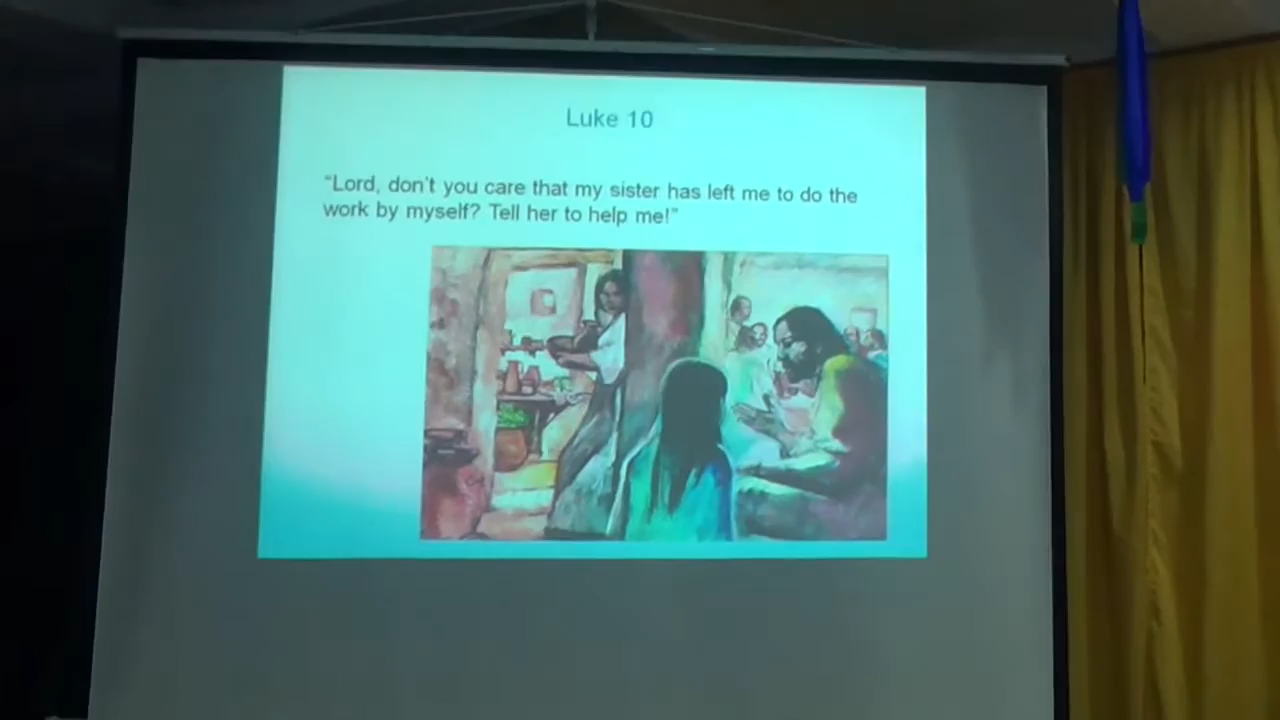 Luke 10
“Lord, don't you care that my sister has left me to do the
work by myself? Tell her to help me!”